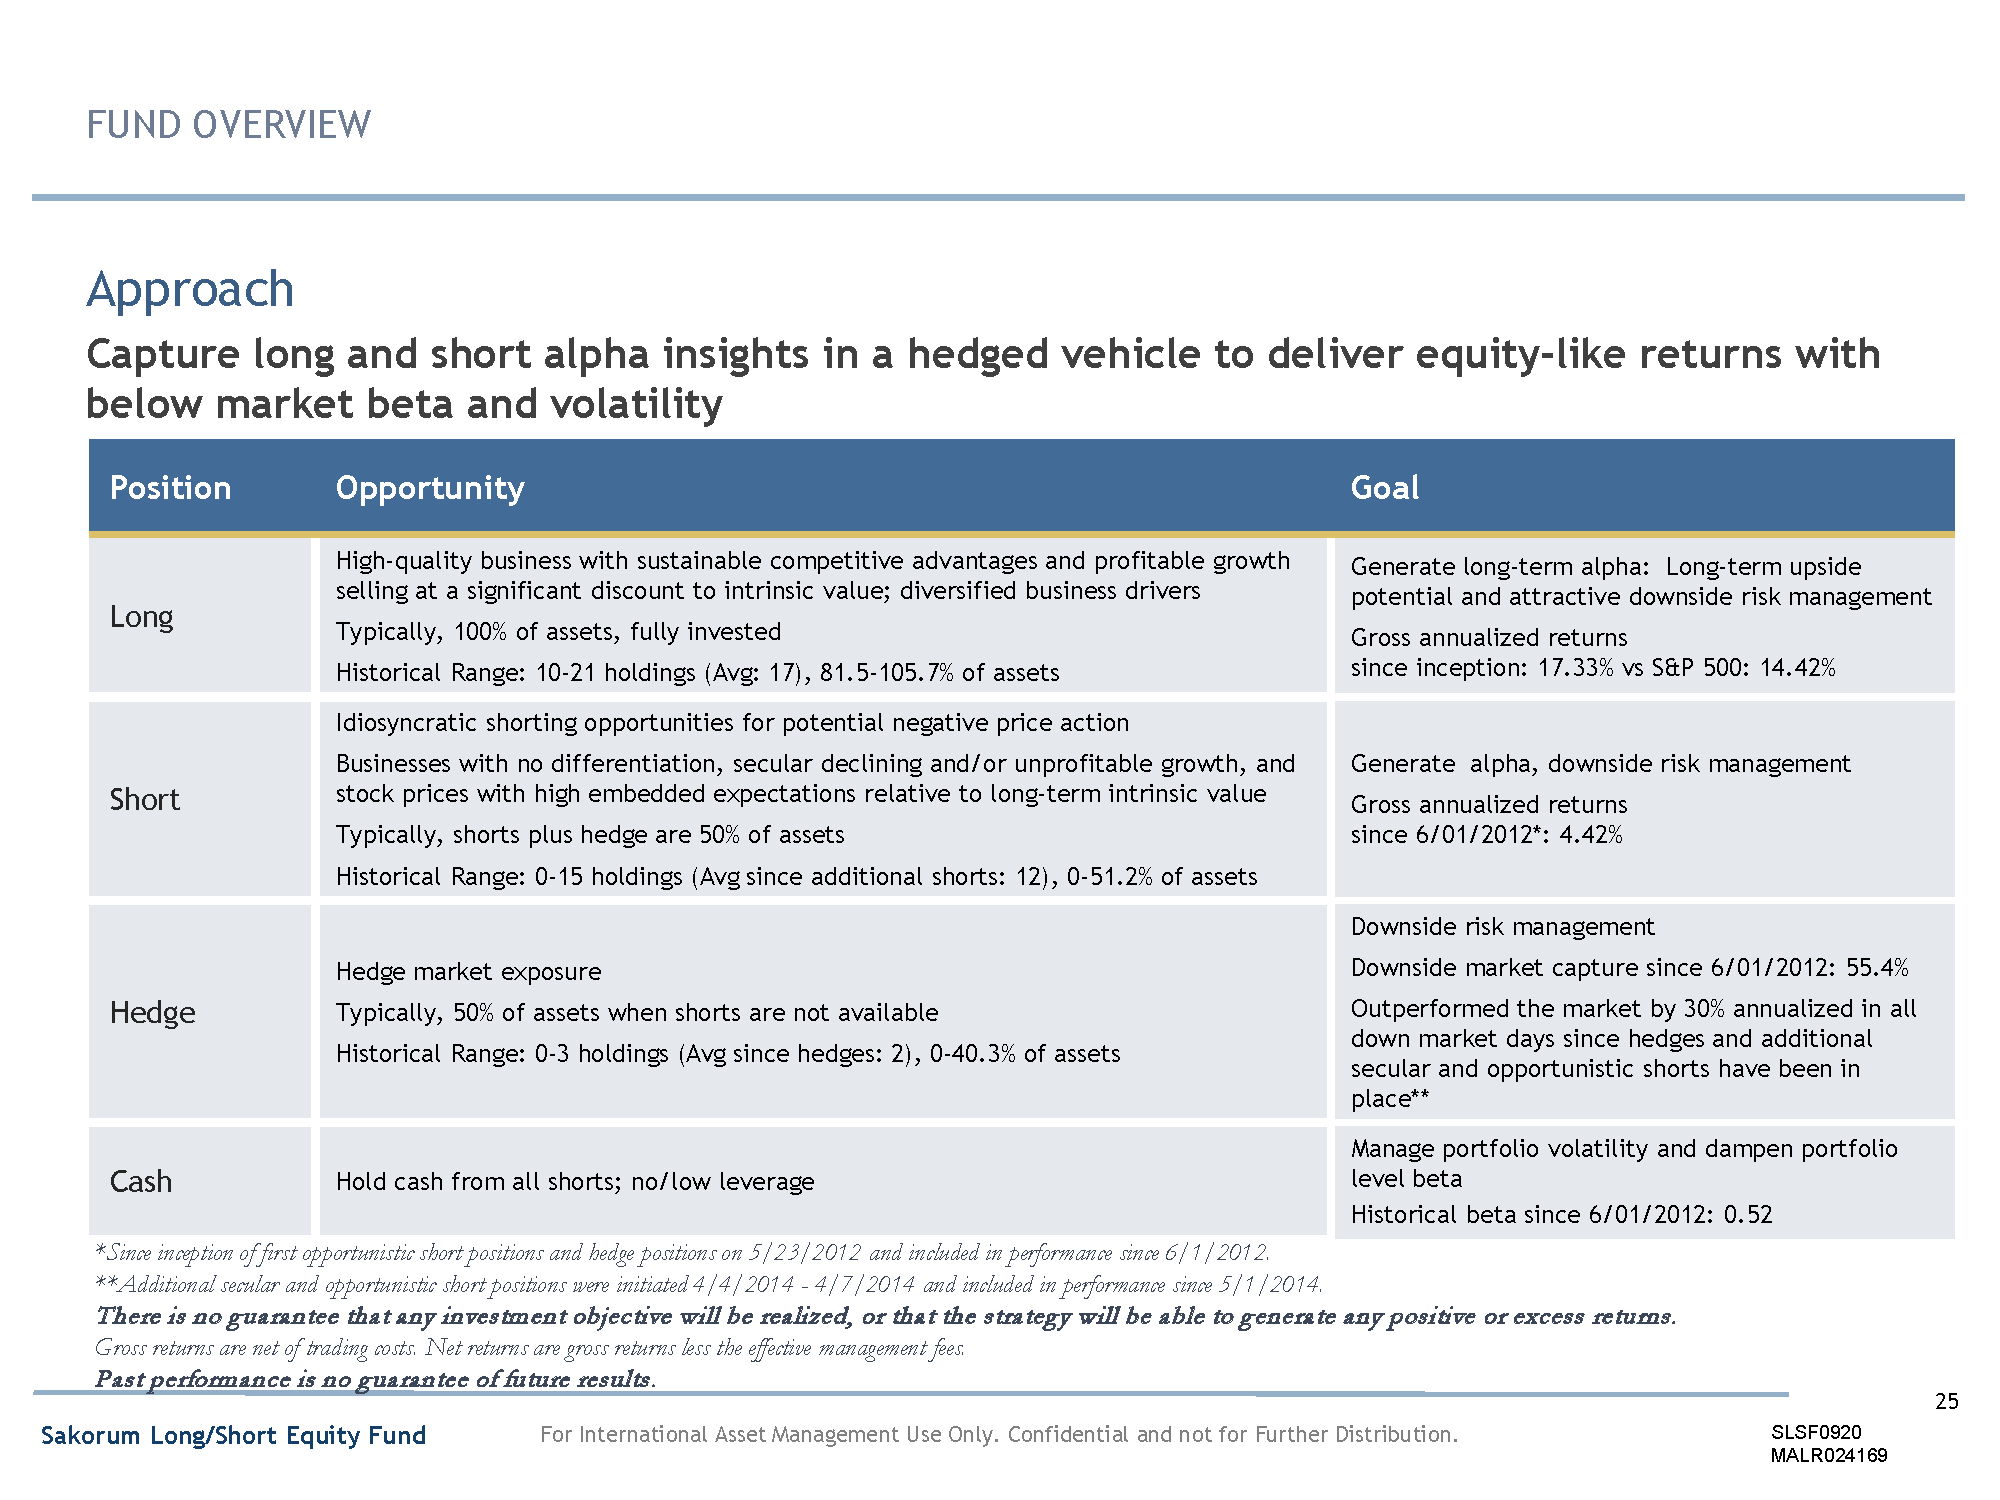 FUND OVERVIEW
Approach
Capture long and short alpha insights in a hedged vehicle to deliver equity-like returns with
below market beta and volatility
Position
Opportunity
Goal
Long
High-quality business with sustainable competitive advantages and profitable growth
selling at a significant discount to intrinsic value; diversified business drivers
Typically, 100% of assets, fully invested
Historical Range: 10-21 holdings (Avg: 17), 81.5-105.7% of assets
Generate long-term alpha:  Long-term upside
potential and attractive downside risk management
Gross annualized returns
since inception: 17.33% vs S&P 500: 14.42%
Short
Idiosyncratic shorting opportunities for potential negative price action
Businesses with no differentiation, secular declining and/or unprofitable growth, and
stock prices with high embedded expectations relative to long-term intrinsic value
Typically, shorts plus hedge are 50% of assets
Historical Range: 0-15 holdings (Avg since additional shorts: 12), 0-51.2% of assets
Generate  alpha, downside risk management
Gross annualized returns
since 6/01/2012*: 4.42%
Hedge
Hedge market exposure
Typically, 50% of assets when shorts are not available
Historical Range: 0-3 holdings (Avg since hedges: 2), 0-40.3% of assets
Downside risk management
Downside market capture since 6/01/2012: 55.4%
Outperformed the market by 30% annualized in all
down market days since hedges and additional
secular and opportunistic shorts have been in
place**
Cash
Hold cash from all shorts; no/low leverage
Manage portfolio volatility and dampen portfolio
level beta
Historical beta since 6/01/2012: 0.52
*Since inception of first opportunistic short positions and hedge positions on 5/23/2012 and included in performance since 6/1/2012.
**Additional secular and opportunistic short positions were initiated 4/4/2014 - 4/7/2014 and included in performance since 5/1/2014.
There is no guarantee that any investment objective will be realized, or that the strategy will be able to generate any positive or excess returns.
Gross returns are net of trading costs. Net returns are gross returns less the effective management fees.
Past performance is no guarantee of future results.
25
Sakorum Long/Short Equity Fund
For International Asset Management Use Only. Confidential and not for Further Distribution.
SLSF0920
MALR024169